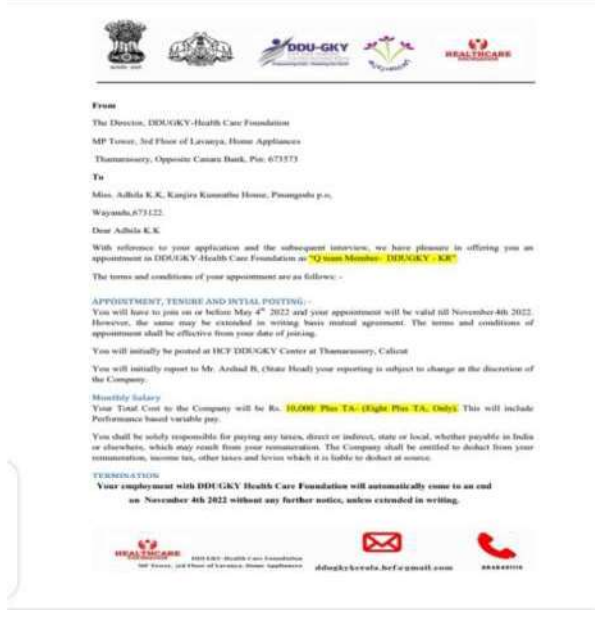 DDU-GKY
HEALTHCARE
From
The Director, DDUGKY-Health Care Foundation
MP Tower, 3rd Floor of Lavanya, Home Appliances
Thamarassery, Opposite Canara Bank, Pin: 673573
To
Miss. Adhila K.K, Kanjira Kunnathu House, Pinangode p.o,
Wayanadu,673122.
Dear Adhila K.K
With reference to your application and the subsequent interview, we have pleasure in offering you an
appointment in DDUGKY-Health Care Foundation as "Q team Member- DDUGKY - KR"
The terms and conditions of your appointment are as follows: -
APPOINTMENT, TENURE AND INTIAL POSTING: -
You will have to join on or before May 4th 2022 and your appointment will be valid till November 4th 2022.
However, the same may be extended in writing basis mutual agreement. The terms and conditions of
appointment shall be effective from your date of joining.
You will initially be posted at HCF DDUGKY Center at Thamarassery, Calicut
You will initially report to Mr. Arshad B, (State Head) your reporting is subject to change at the discretion of
the Company.
Monthly Salary
Your Total Cost to the Company will be Rs. 10,000/ Plus TA- (Eight Plus TA, Only). This will include
Performance based variable pay.
You shall be solely responsible for paying any taxes, direct or indirect, state or local, whether payable in India
or elsewhere, which may result from your remuneration. The Company shall be entitled to deduct from your
remuneration, income tax, other taxes and levies which it is liable to deduct at source.
TERMINATION
Your employment with DDUGKY Health Care Foundation will automatically come to an end
on November 4th 2022 without any further notice, unless extended in writing.
HEALTHCARE
DDUGKY-Health Care Foundation
MP Tower, 3rd Floor of Lavanya, Home Appliances
ddugkykerala.hcf@gmail.com